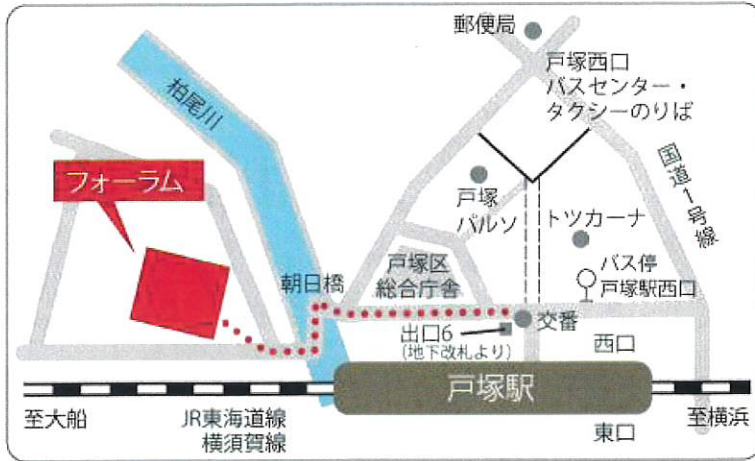 郵便局
戸塚西口
バスセンター・
タクシーのりば
柏尾川
国道1号線
フォーラム
戸塚
パルソ
トツカーナ
戸塚区
総合庁舎
朝日橋
バス停
戸塚駅西口
交番
出口6
(地下改札より)
西口
戸塚駅
至大船
JR東海道線
横須賀線
東口
至横浜